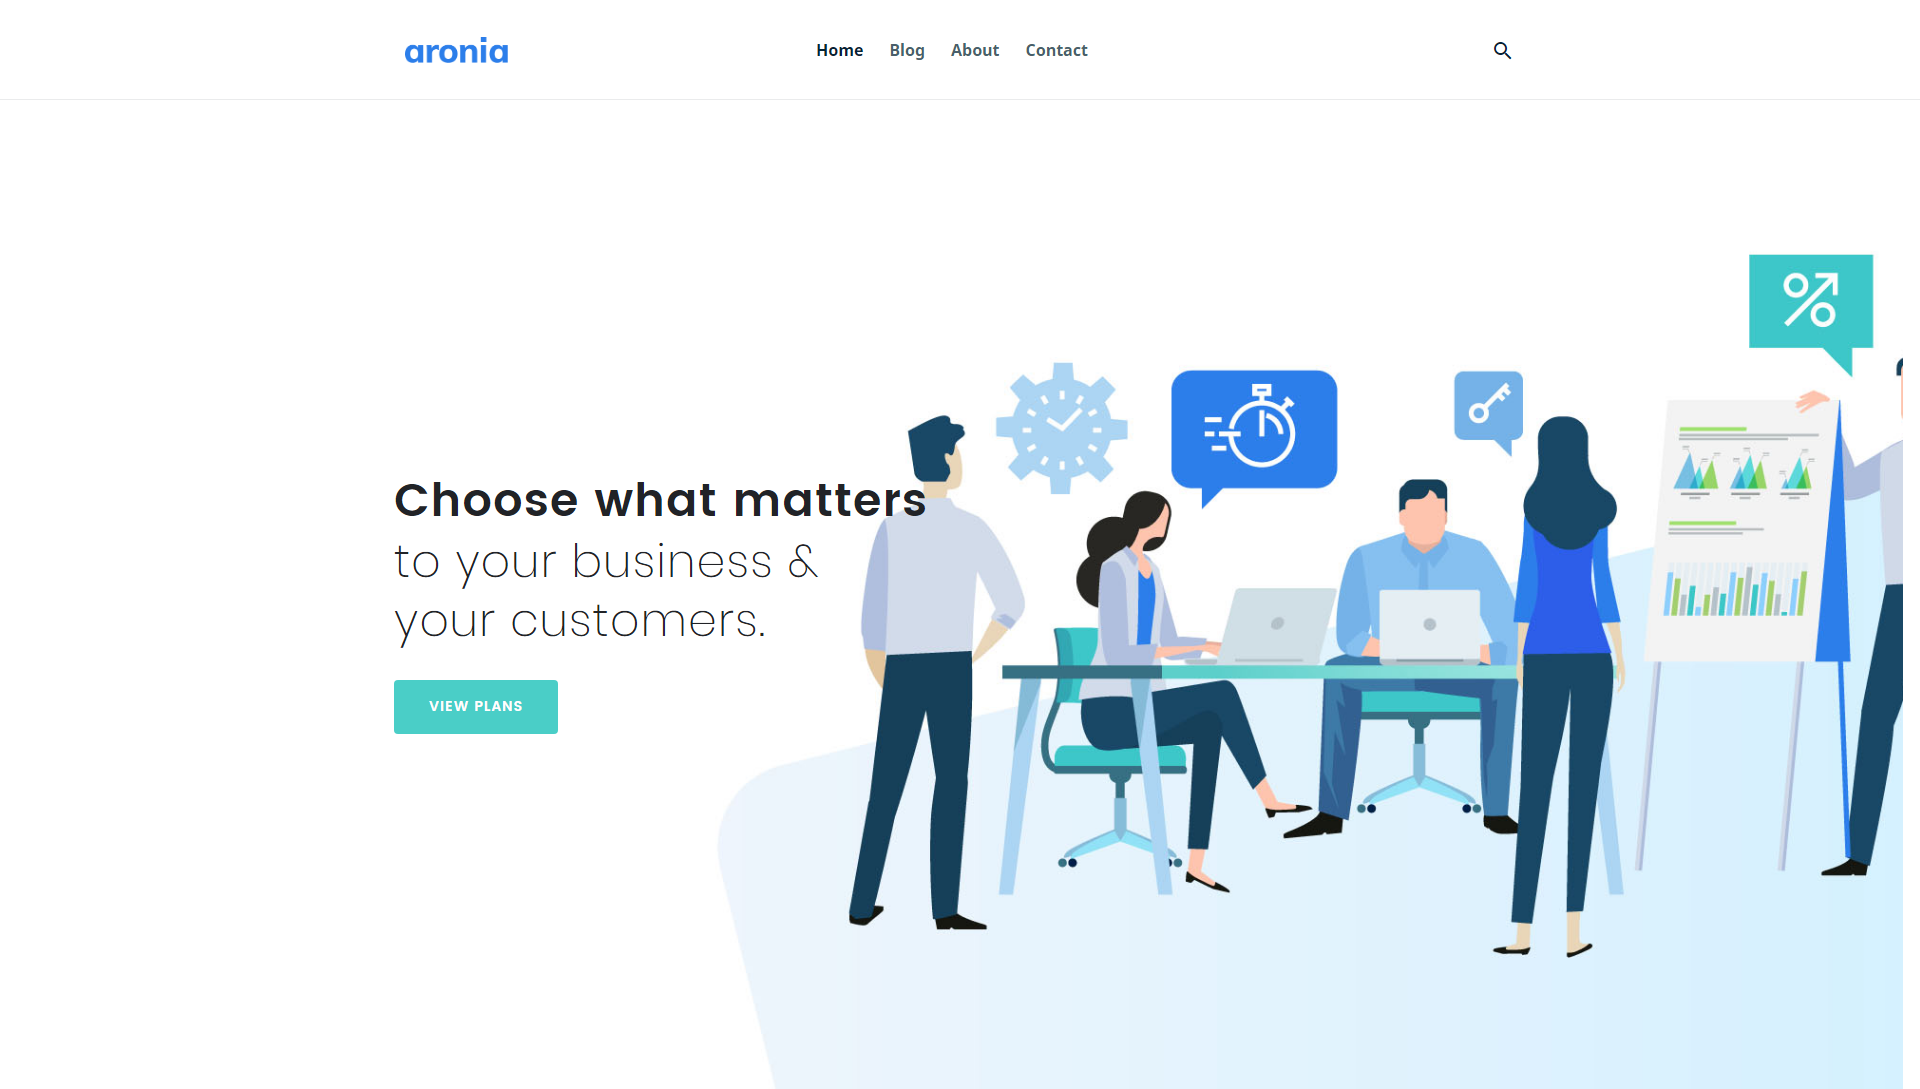 aronia
Home Blog About Contact
Choose what matters
to your business &
your customers.
VIEW PLANS